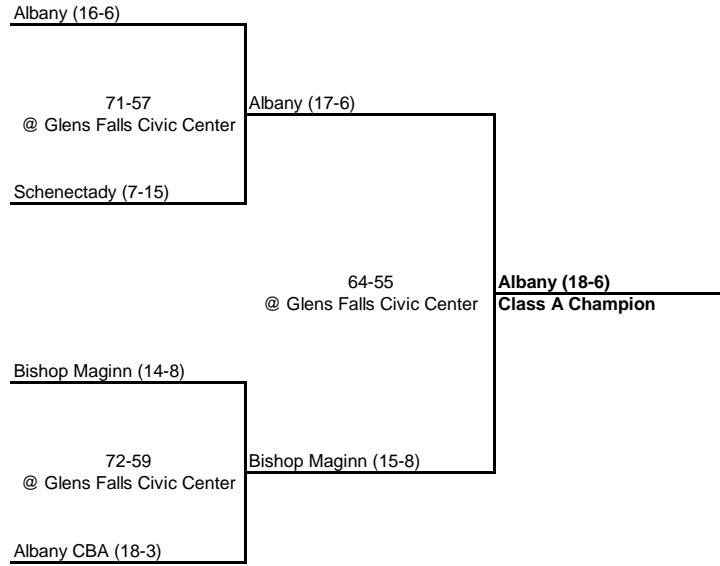 Albany (16-6)
71-57
@ Glens Falls Civic Center
Albany (17-6)
Schenectady (7-15)
64-55
@ Glens Falls Civic Center
Albany (18-6)
Class A Champion
Bishop Maginn (14-8)
72-59
@ Glens Falls Civic Center
Bishop Maginn (15-8)
Albany CBA (18-3)